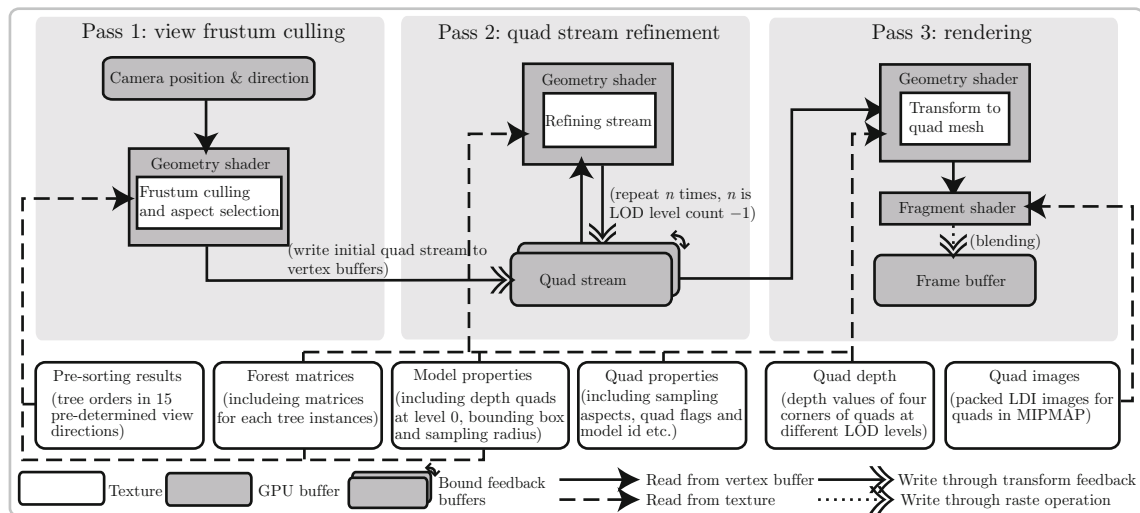 Pass 1: view frustum culling
Camera position & direction
Geometry shader
Frustum culling
and aspect selection
(write initial quad stream to
vertex buffers)
Pass 2: quad stream refinement
Geometry shader
Refining stream
(repeat n times, n is
LOD level count −1)
Quad stream
Pass 3: rendering
Geometry shader
Transform to
quad mesh
Fragment shader
(blending)
Frame buffer
Pre-sorting results
(tree orders in 15
pre-determined view
directions)
Forest matrices
(includeing matrices
for each tree instances)
Model properties
(including depth quads
at level 0, bounding box
and sampling radius)
Quad properties
(including sampling
aspects, quad flags and
model id etc.)
Quad depth
(depth values of four
corners of quads at
different LOD levels)
Quad images
(packed LDI images for
quads in MIPMAP)
Texture
GPU buffer
Bound feedback
buffers
Read from vertex buffer
Read from texture
Write through transform feedback
Write through raste operation